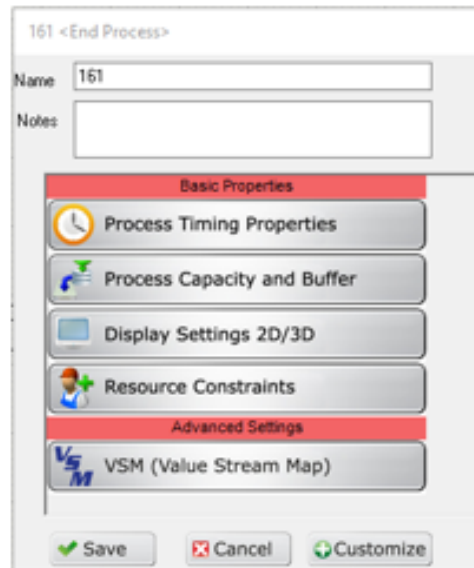 161 <End Process>
Name 161
Notes
Basic Properties
Process Timing Properties
Process Capacity and Buffer
Display Settings 2D/3D
Resource Constraints
Advanced Settings
VSM VSM (Value Stream Map)
Save Cancel Customize